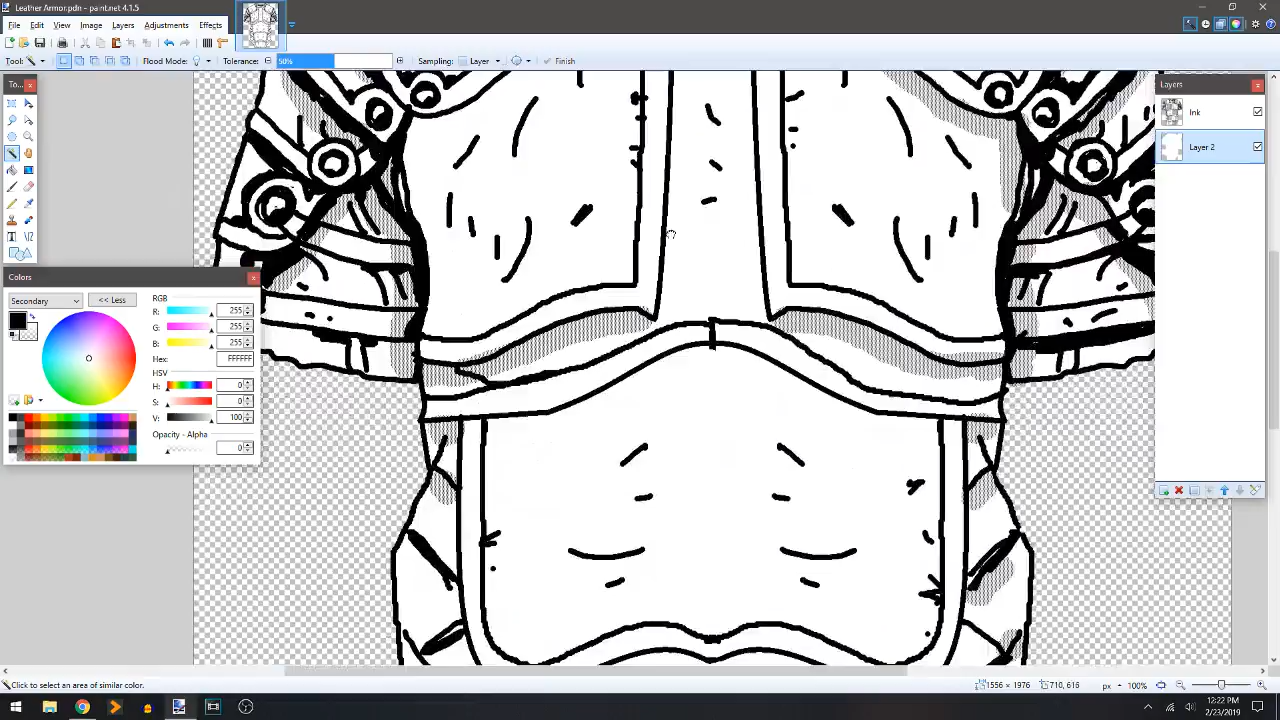 Leather Armor.pdn - paint.net 4.1.5
File Edit View Image Layers Adjustments Effects
Tool: Flood Mode: Tolerance: 50% Sampling: Layer Finish
To...
Layers
Ink
Layer 2
Colors
Secondary << Less
RGB
R: 255
G: 255
B: 255
Hex: FFFFFF
HSV
H: 0
S: 0
V: 100
Opacity - Alpha
0
Click to select an area of similar color. 1556 × 1976 710, 616 px 100%
12:22 PM
2/23/2019